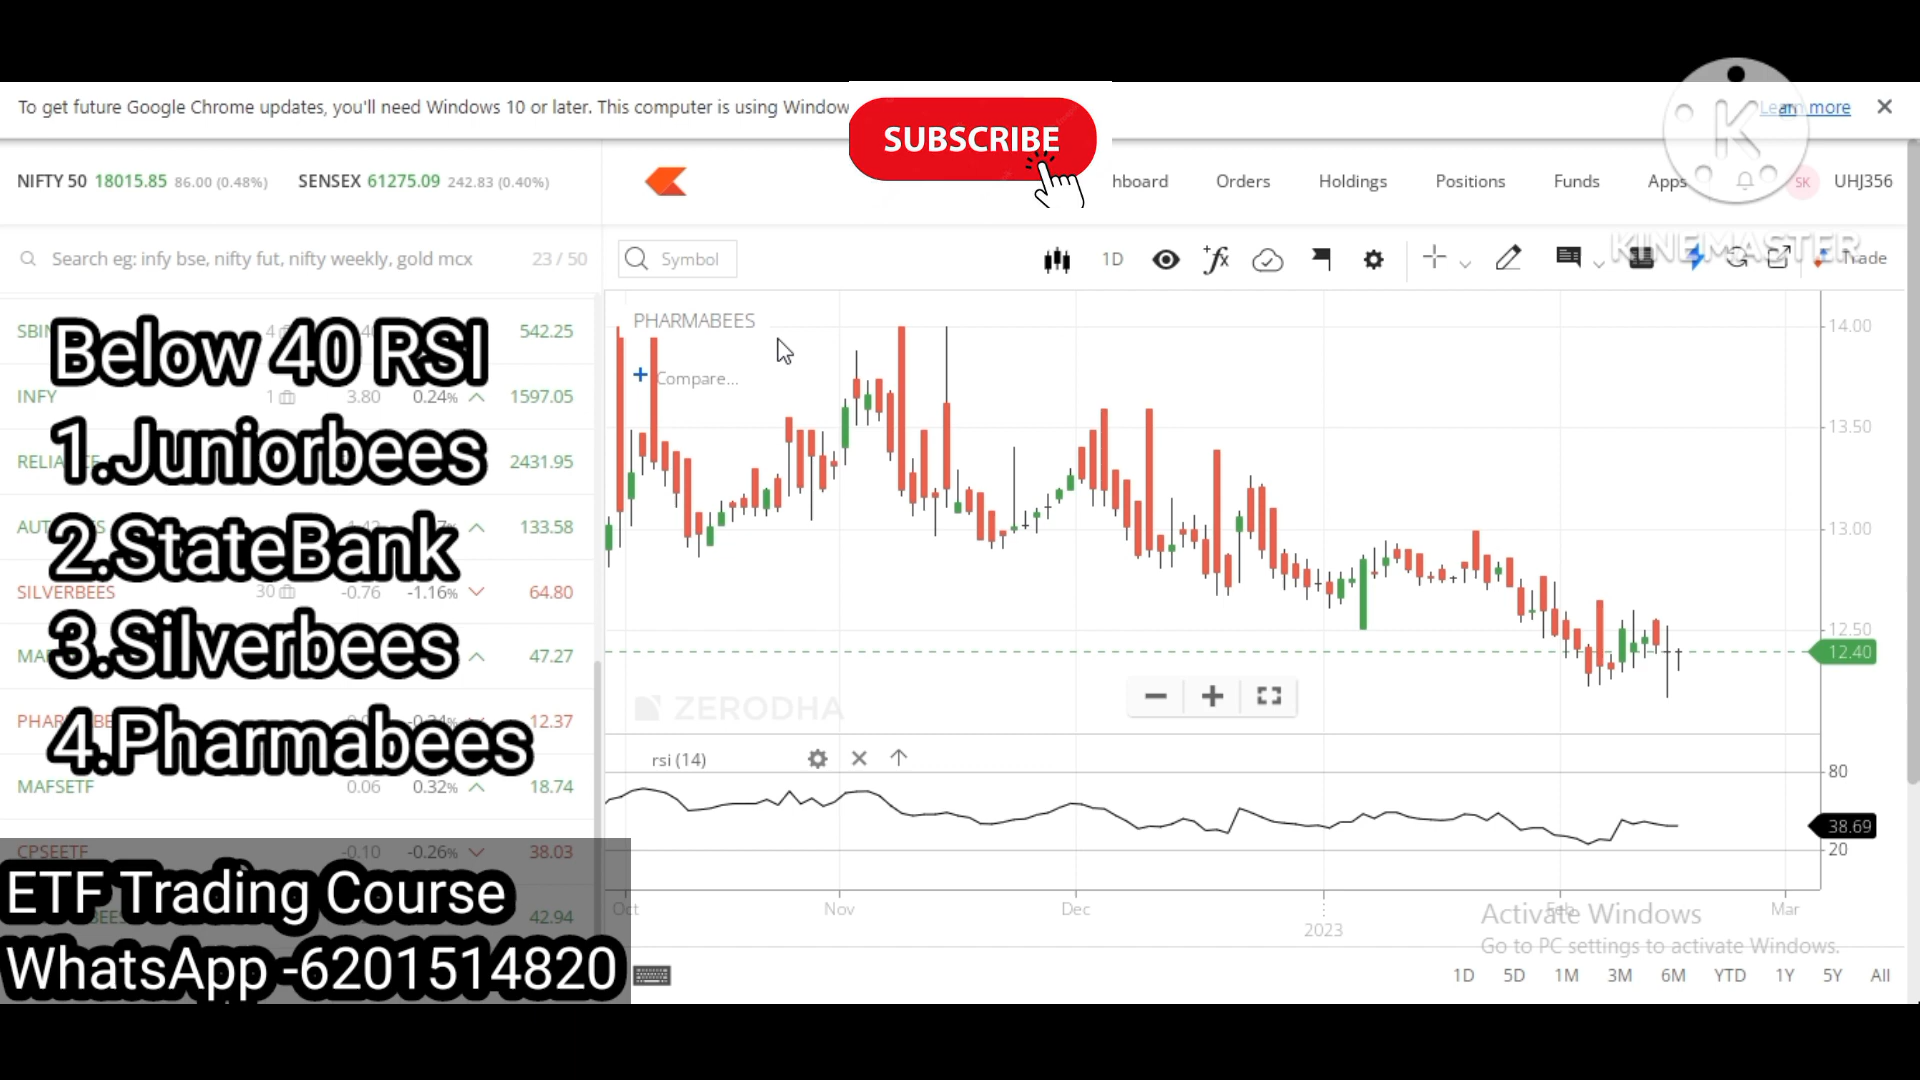 To get future Google Chrome updates, you'll need Windows 10 or later. This computer is using Window
SUBSCRIBE
Learn more
K
KINEMASTER
NIFTY 50 18015.85 86.00 (0.48%) SENSEX 61275.09 242.83 (0.40%)
hboard Orders Holdings Positions Funds Apps SK UHJ356
Search eg: infy bse, nifty fut, nifty weekly, gold mcx 23 / 50
Symbol 1D Trade
Below 40 RSI
1.Juniorbees
2.StateBank
3.Silverbees
4.Pharmabees
542.25
INFY 1 3.80 0.24% 1597.05
2431.95
133.58
SILVERBEES 30 -0.76 -1.16% 64.80
47.27
12.37
MAFSETF 0.06 0.32% 18.74
CPSEETF -0.10 -0.26% 38.03
42.94
ETF Trading Course
WhatsApp -6201514820
PHARMABEES
Compare...
14.00
13.50
13.00
12.50
12.40
ZERODHA
rsi (14)
80
38.69
20
Oct Nov Dec 2023 Feb Mar
Activate Windows
Go to PC settings to activate Windows.
1D 5D 1M 3M 6M YTD 1Y 5Y All